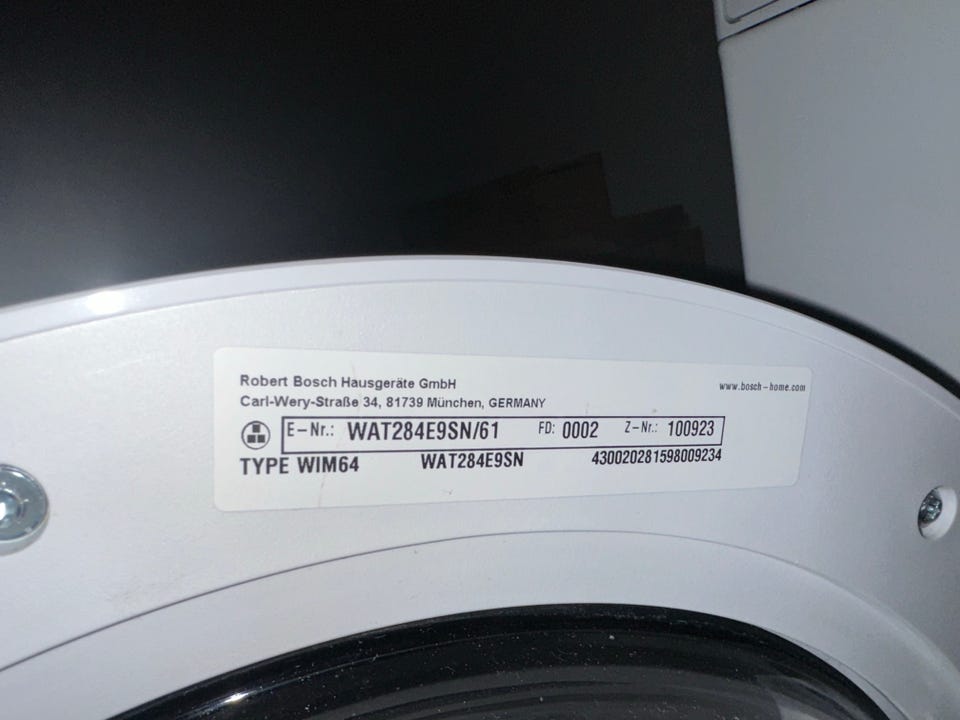 Robert Bosch Hausgeräte GmbH
www.bosch-home.com
Carl-Wery-Straße 34, 81739 München, GERMANY
E-Nr.: WAT284E9SN/61 FD: 0002 Z-Nr.: 100923
TYPE WIM64 WAT284E9SN 430020281598009234